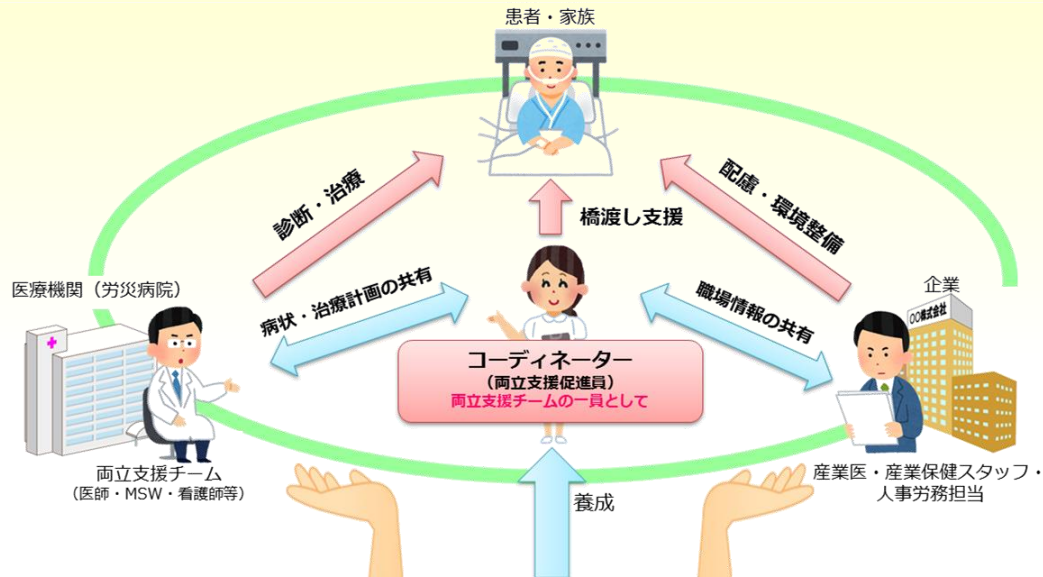 患者・家族
診断・治療
配慮・環境整備
橋渡し支援
医療機関（労災病院）
病状・治療計画の共有
職場情報の共有
企業
〇〇株式会社
コーディネーター
（両立支援促進員）
両立支援チームの一員として
両立支援チーム
（医師・MSW・看護師等）
産業医・産業保健スタッフ・
人事労務担当
養成